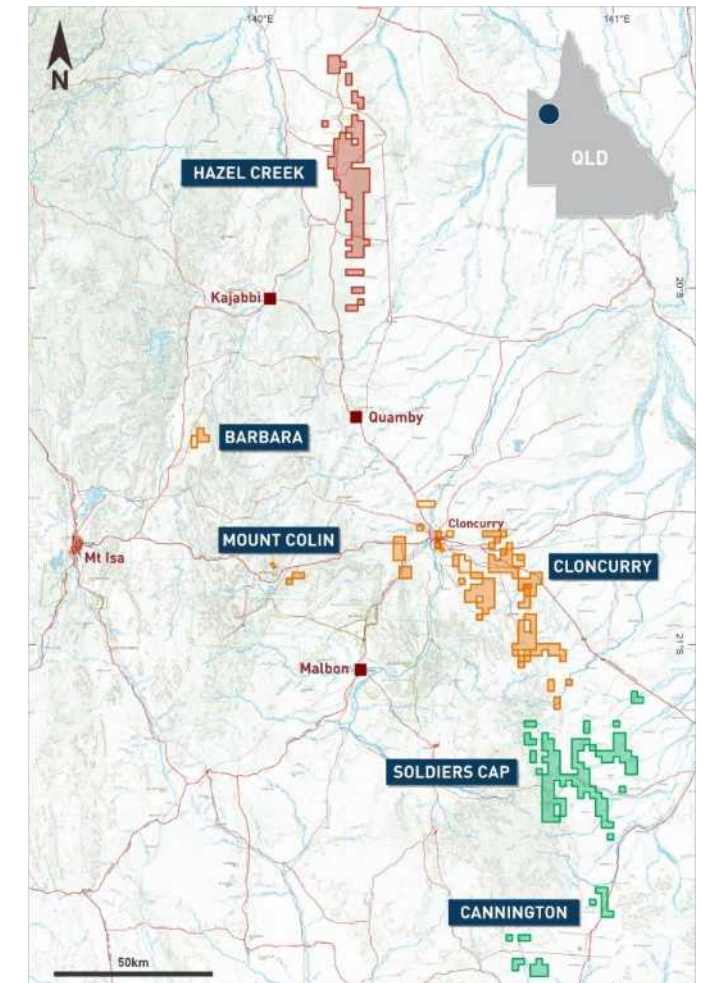 140°E
141°E
N
QLD
HAZEL CREEK
20°S
Kajabbi
Quamby
BARBARA
Cloncurry
MOUNT COLIN
Mt Isa
CLONCURRY
21°S
Malbon
SOLDIERS CAP
CANNINGTON
50km